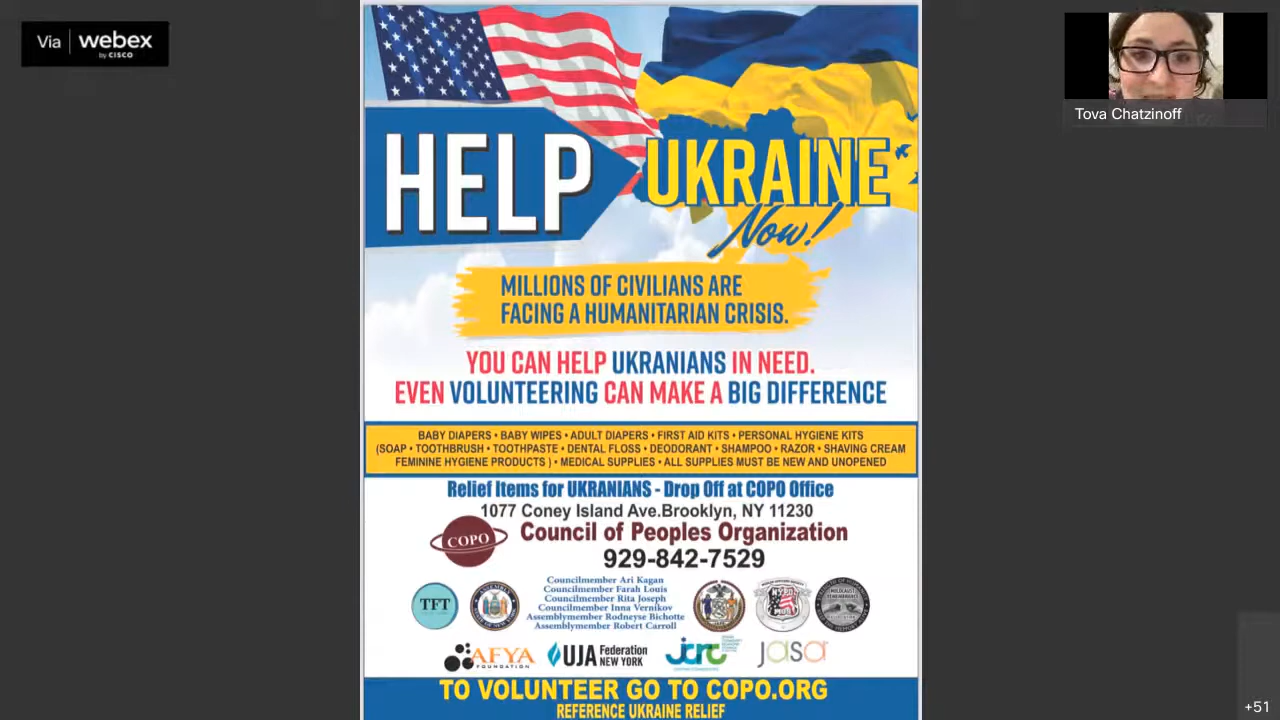 Via webex
by CISCO
Tova Chatzinoff
HELP
UKRAINE
Now!
MILLIONS OF CIVILIANS ARE
FACING A HUMANITARIAN CRISIS.
YOU CAN HELP UKRANIANS IN NEED.
EVEN VOLUNTEERING CAN MAKE A BIG DIFFERENCE
BABY DIAPERS • BABY WIPES • ADULT DIAPERS • FIRST AID KITS • PERSONAL HYGIENE KITS
(SOAP • TOOTHBRUSH • TOOTHPASTE • DENTAL FLOSS • DEODORANT • SHAMPOO • RAZOR • SHAVING CREAM
FEMININE HYGIENE PRODUCTS ) • MEDICAL SUPPLIES • ALL SUPPLIES MUST BE NEW AND UNOPENED
Relief Items for UKRANIANS - Drop Off at COPO Office
1077 Coney Island Ave.Brooklyn, NY 11230
COPO
Council of Peoples Organization
929-842-7529
TFT
Councilmember Ari Kagan
Councilmember Farah Louis
Councilmember Rita Joseph
Councilmember Inna Vernikov
Assemblymember Rodneyse Bichotte
Assemblymember Robert Carroll
AFYA
FOUNDATION
UJA Federation
NEW YORK
jcrc
jasa
TO VOLUNTEER GO TO COPO.ORG
REFERENCE UKRAINE RELIEF
+51